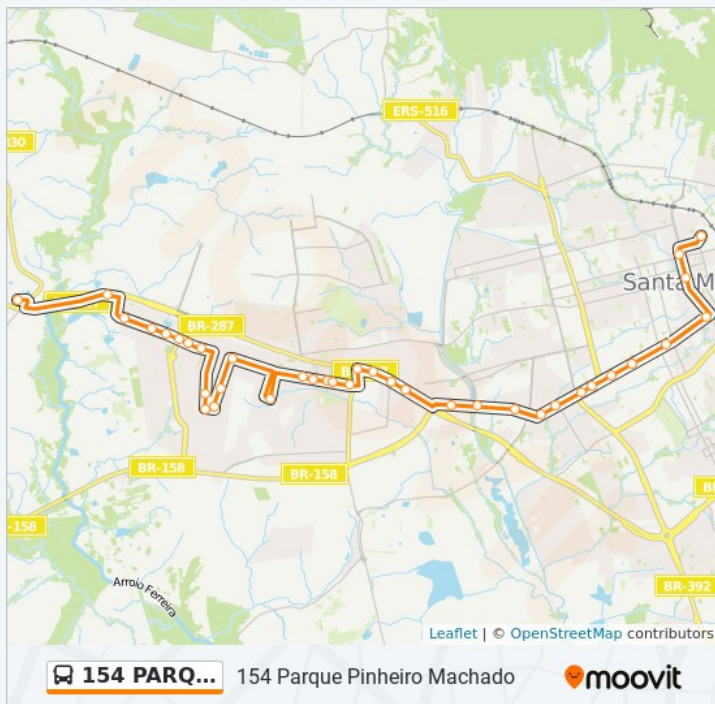 ERS-516
030
Santa M
BR-287
B
BR-158
BR-158
B
-158
BR-392
Arroio Ferreira
Leaflet | © OpenStreetMap contributors
154 PARQ...
154 Parque Pinheiro Machado
moovit